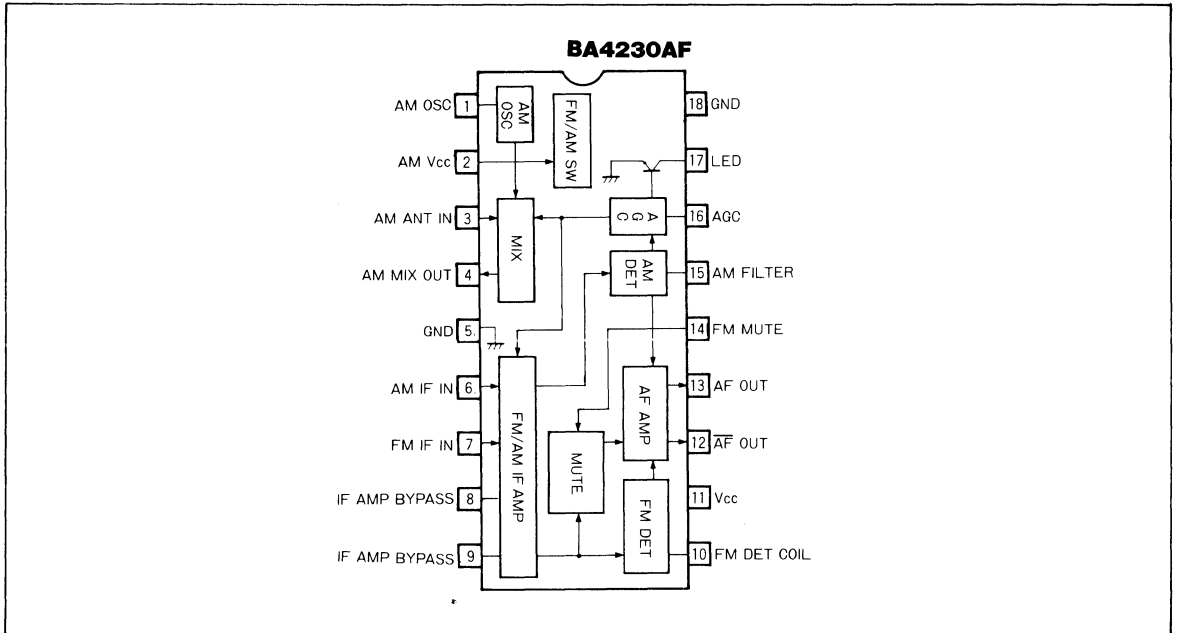 BA4230AF
AM OSC 1
AM Vcc 2
AM ANT IN 3
AM MIX OUT 4
GND 5
AM IF IN 6
FM IF IN 7
IF AMP BYPASS 8
IF AMP BYPASS 9
AM OSC
FM/AM SW
MIX
AGC
AM DET
FM/AM IF AMP
MUTE
AF AMP
FM DET
18 GND
17 LED
16 AGC
15 AM FILTER
14 FM MUTE
13 AF OUT
12 A̅F̅ OUT
11 Vcc
10 FM DET COIL